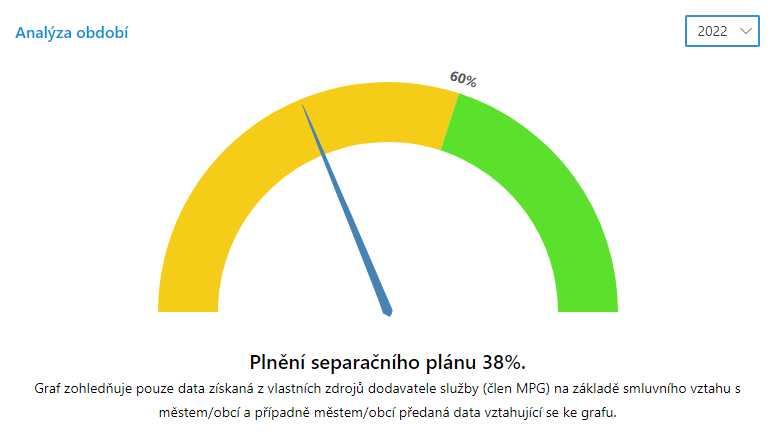 Analýza období
2022
60%
Plnění separačního plánu 38%.
Graf zohledňuje pouze data získaná z vlastních zdrojů dodavatele služby (člen MPG) na základě smluvního vztahu s
městem/obcí a případně městem/obcí předaná data vztahující se ke grafu.